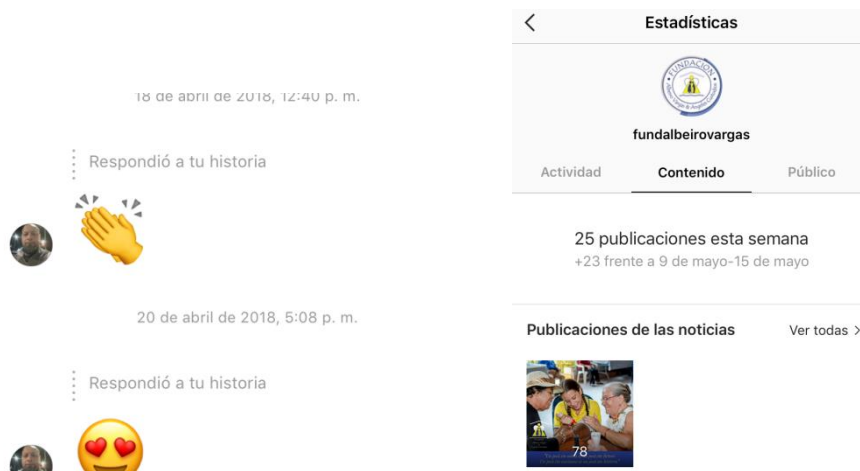 18 de abril de 2018, 12:40 p. m.
Respondió a tu historia
20 de abril de 2018, 5:08 p. m.
Respondió a tu historia
Estadísticas
FUNDACIÓN
fundalbeirovargas
Actividad
Contenido
Público
25 publicaciones esta semana
+23 frente a 9 de mayo-15 de mayo
Publicaciones de las noticias
Ver todas >
78